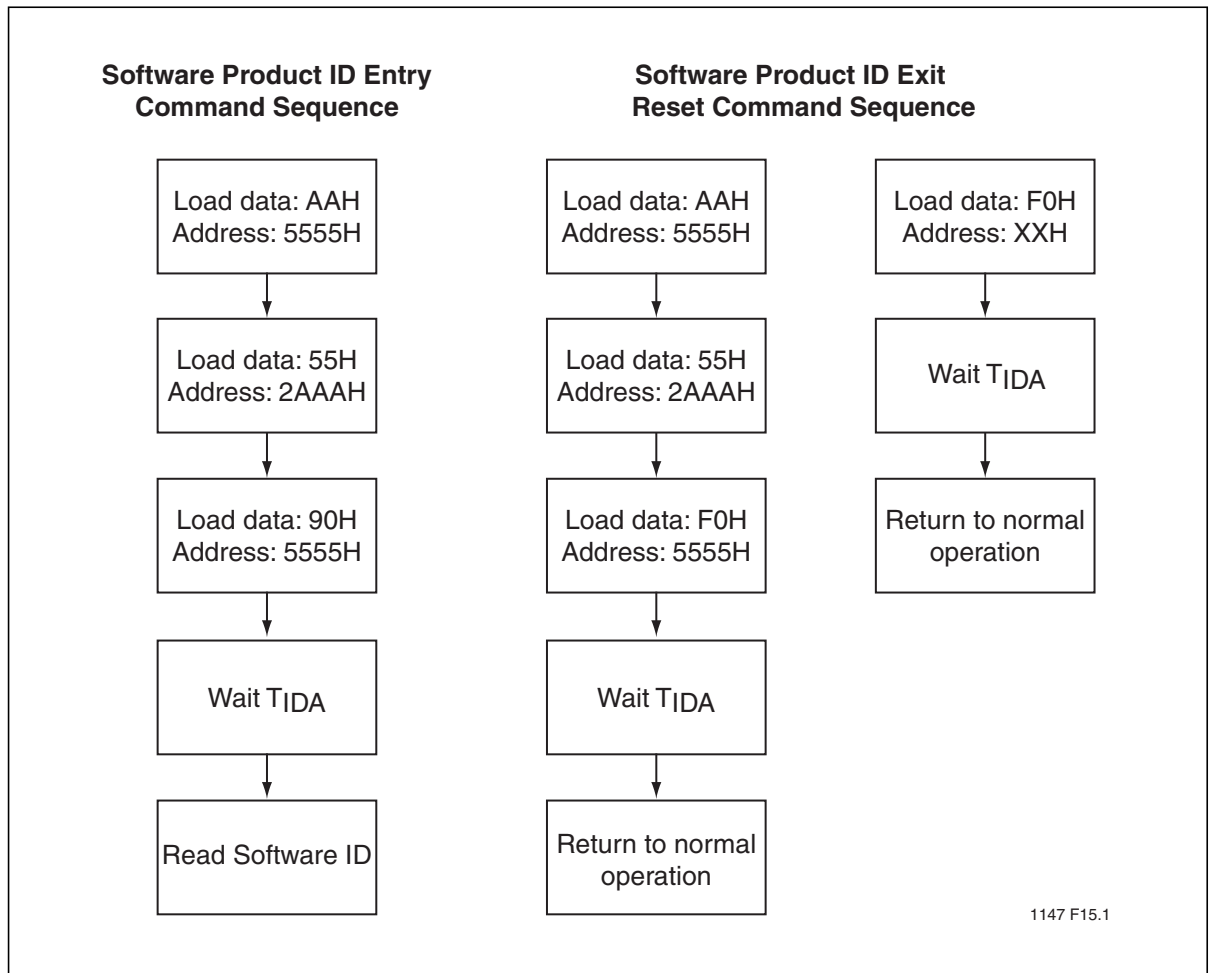 Software Product ID Entry
Command Sequence
Load data: AAH
Address: 5555H
Load data: 55H
Address: 2AAAH
Load data: 90H
Address: 5555H
Wait TIDA
Read Software ID
Software Product ID Exit
Reset Command Sequence
Load data: AAH
Address: 5555H
Load data: 55H
Address: 2AAAH
Load data: F0H
Address: 5555H
Wait TIDA
Return to normal
operation
Load data: F0H
Address: XXH
Wait TIDA
Return to normal
operation
1147 F15.1